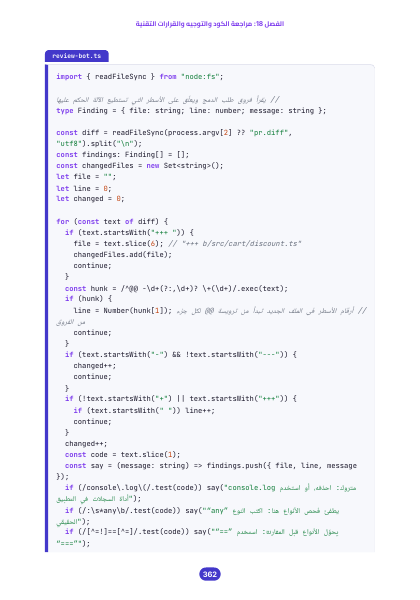 الفصل 18: مراجعة الكود والتوجيه والقرارات التقنية
review-bot.ts
import { readFileSync } from "node:fs";
// يقرأ فروق طلب الدمج ويعلّق على الأسطر التي تستطيع الآلة الحكم عليها
type Finding = { file: string; line: number; message: string };
const diff = readFileSync(process.argv[2] ?? "pr.diff",
"utf8").split("\n");
const findings: Finding[] = [];
const changedFiles = new Set<string>();
let file = "";
let line = 0;
let changed = 0;
for (const text of diff) {
if (text.startsWith("+++ ")) {
file = text.slice(6); // "+++ b/src/cart/discount.ts"
changedFiles.add(file);
continue;
}
const hunk = /^@@ -\d+(?:,\d+)? \+(\d+)/.exec(text);
if (hunk) {
line = Number(hunk[1]); // أرقام الأسطر في الملف الجديد تبدأ من ترويسة @@ لكل جزء
من الفروق
continue;
}
if (text.startsWith("-") && !text.startsWith("---")) {
changed++;
continue;
}
if (!text.startsWith("+") || text.startsWith("+++")) {
if (text.startsWith(" ")) line++;
continue;
}
changed++;
const code = text.slice(1);
const say = (message: string) => findings.push({ file, line, message
});
if (/console\.log\(/.test(code)) say("console.log متروك: احذفه، أو استخدم
أداة السجلات في التطبيق");
if (/:\s*any\b/.test(code)) say("“any” يطفئ فحص الأنواع هنا: اكتب النوع
الحقيقي");
if (/[^=!]==[^=]/.test(code)) say("“==” يحوّل الأنواع قبل المقارنة: استخدم
“===”");
362